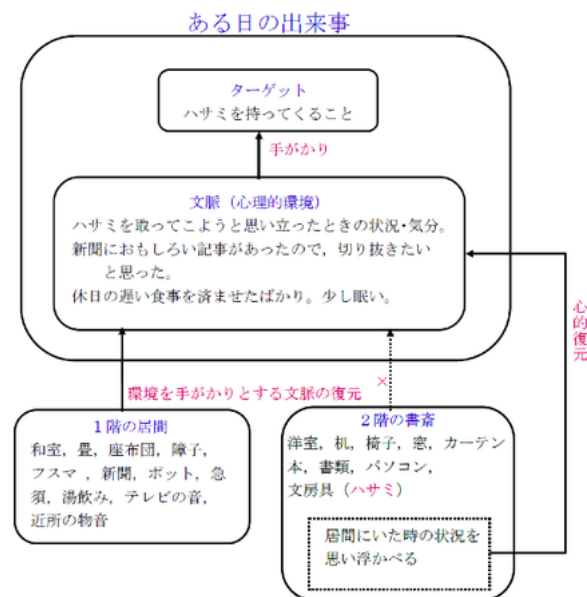 ある日の出来事
ターゲット
ハサミを持ってくること
手がかり
文脈（心理的環境）
ハサミを取ってこようと思い立ったときの状況・気分。
新聞におもしろい記事があったので，切り抜きたい
と思った。
休日の遅い食事を済ませたばかり。少し眠い。
心的復元
×
環境を手がかりとする文脈の復元
１階の居間
和室，畳，座布団，障子，
フスマ ，新聞，ポット，急
須，湯飲み，テレビの音，
近所の物音
２階の書斎
洋室，机，椅子，窓，カーテン
本，書類，パソコン，
文房具（ハサミ）
居間にいた時の状況を
思い浮かべる